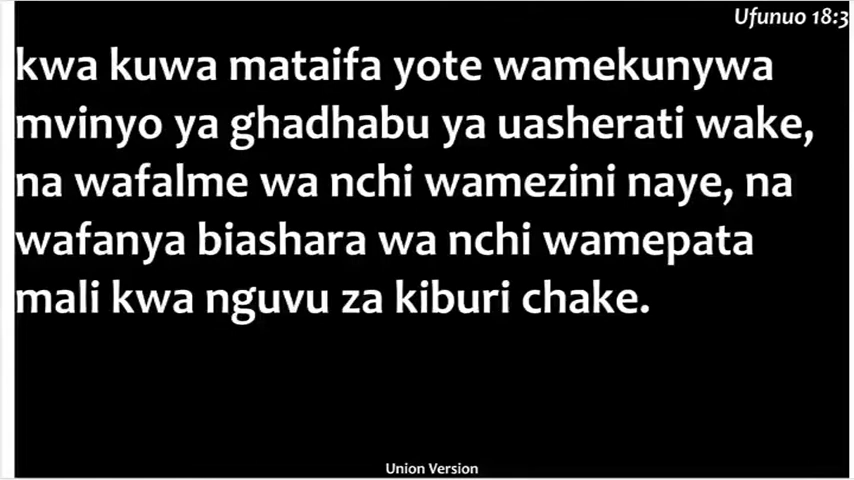 Ufunuo 18:3
kwa kuwa mataifa yote wamekunywa
mvinyo ya ghadhabu ya uasherati wake,
na wafalme wa nchi wamezini naye, na
wafanya biashara wa nchi wamepata
mali kwa nguvu za kiburi chake.
Union Version